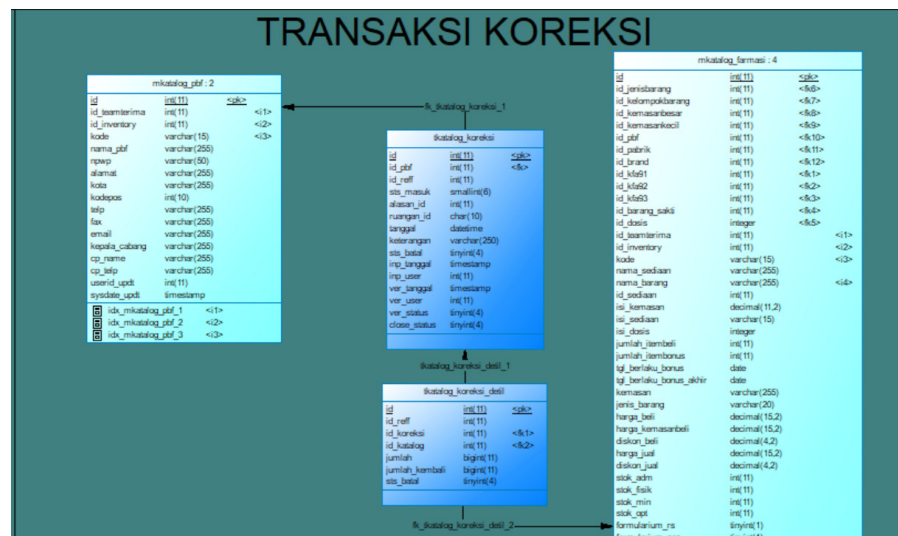 TRANSAKSI KOREKSI
mkatalog_pbf : 2
id int(11) <pk>
id_teamterima int(11) <i1>
id_inventory int(11) <i2>
kode varchar(15) <i3>
nama_pbf varchar(255)
npwp varchar(50)
alamat varchar(255)
kota varchar(255)
kodepos int(10)
telp varchar(255)
fax varchar(255)
email varchar(255)
kepala_cabang varchar(255)
cp_name varchar(255)
cp_telp varchar(255)
userid_updt int(11)
sysdate_updt timestamp
idx_mkatalog_pbf_1 <i1>
idx_mkatalog_pbf_2 <i2>
idx_mkatalog_pbf_3 <i3>
fk_tkatalog_koreksi_1
tkatalog_koreksi
id int(11) <pk>
id_pbf int(11) <fk>
id_reff int(11)
sts_masuk smallint(6)
alasan_id int(11)
ruangan_id char(10)
tanggal datetime
keterangan varchar(250)
sts_batal tinyint(4)
inp_tanggal timestamp
inp_user int(11)
ver_tanggal timestamp
ver_user int(11)
ver_status tinyint(4)
close_status tinyint(4)
tkatalog_koreksi_detil_1
tkatalog_koreksi_detil
id int(11) <pk>
id_reff int(11)
id_koreksi int(11) <fk1>
id_katalog int(11) <fk2>
jumlah bigint(11)
jumlah_kembali bigint(11)
sts_batal tinyint(4)
fk_tkatalog_koreksi_detil_2
mkatalog_farmasi : 4
id int(11) <pk>
id_jenisbarang int(11) <fk6>
id_kelompokbarang int(11) <fk7>
id_kemasanbesar int(11) <fk8>
id_kemasankecil int(11) <fk9>
id_pbf int(11) <fk10>
id_pabrik int(11) <fk11>
id_brand int(11) <fk12>
id_kfa91 int(11) <fk1>
id_kfa92 int(11) <fk2>
id_kfa93 int(11) <fk3>
id_barang_sakti int(11) <fk4>
id_dosis integer <fk5>
id_teamterima int(11) <i1>
id_inventory int(11) <i2>
kode varchar(15) <i3>
nama_sediaan varchar(255)
nama_barang varchar(255) <i4>
id_sediaan int(11)
isi_kemasan decimal(11,2)
isi_sediaan varchar(15)
isi_dosis integer
jumlah_itembeli int(11)
jumlah_itembonus int(11)
tgl_berlaku_bonus date
tgl_berlaku_bonus_akhir date
kemasan varchar(255)
jenis_barang varchar(20)
harga_beli decimal(15,2)
harga_kemasanbeli decimal(15,2)
diskon_beli decimal(4,2)
harga_jual decimal(15,2)
diskon_jual decimal(4,2)
stok_adm int(11)
stok_fisik int(11)
stok_min int(11)
stok_opt int(11)
formularium_rs tinyint(1)